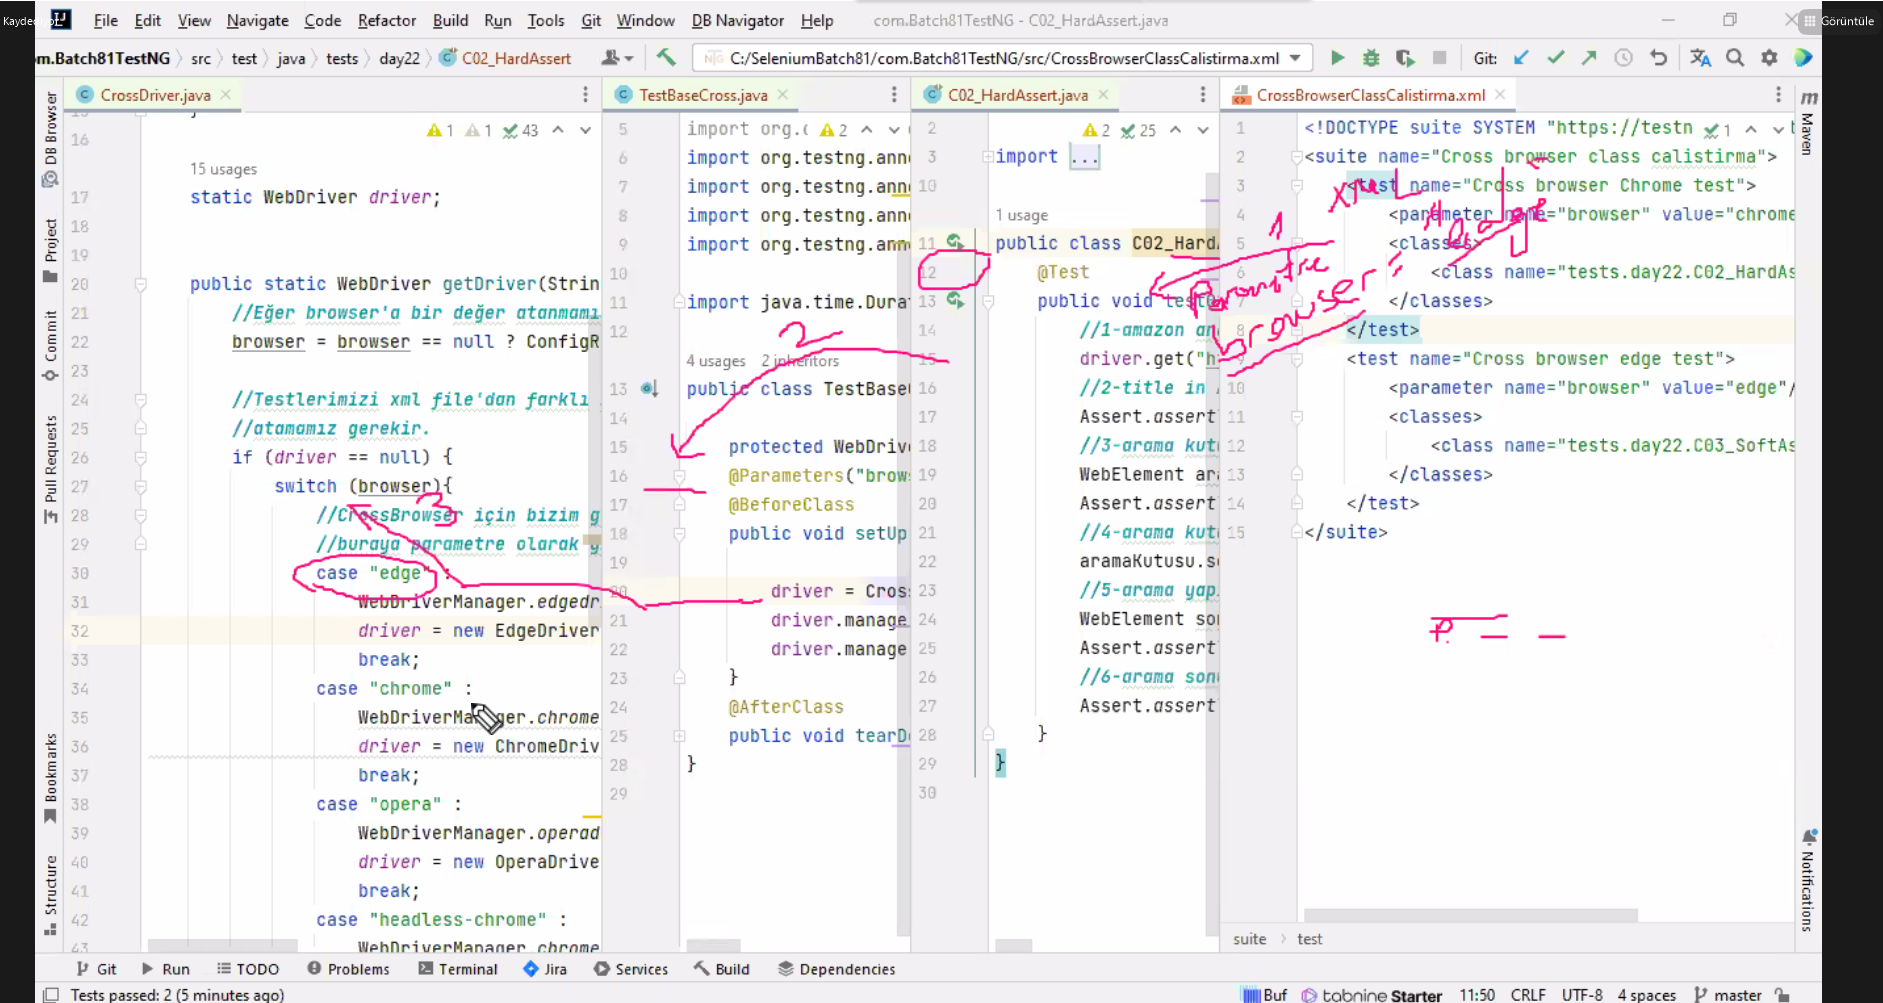 Kaydediliyor
File Edit View Navigate Code Refactor Build Run Tools Git Window DB Navigator Help
com.Batch81TestNG - C02_HardAssert.java
Görüntüle
m.Batch81TestNG src test java tests day22 C02_HardAssert
C:/SeleniumBatch81/com.Batch81TestNG/src/CrossBrowserClassCalistirma.xml
Git:
DB Browser
Project
Commit
Pull Requests
Bookmarks
Structure
CrossDriver.java
1 1 43
16
15 usages
17 static WebDriver driver;
18
19
20 public static WebDriver getDriver(Strin
21 //Eğer browser'a bir değer atanmamı
22 browser = browser == null ? ConfigR
23
24 //Testlerimizi xml file'dan farklı
25 //atamamız gerekir.
26 if (driver == null) {
27 switch (browser){
28 //CrossBrowser için bizim g
29 //buraya parametre olarak g
30 case "edge" :
31 WebDriverManager.edgedr
32 driver = new EdgeDriver
33 break;
34 case "chrome" :
35 WebDriverManager.chrome
36 driver = new ChromeDriv
37 break;
38 case "opera" :
39 WebDriverManager.operad
40 driver = new OperaDrive
41 break;
42 case "headless-chrome" :
43 WebDriverManager.chrome
TestBaseCross.java
2
5 import org.
6 import org.testng.anno
7 import org.testng.anno
8 import org.testng.anno
9 import org.testng.anno
10
11 import java.time.Durat
12
4 usages 2 inheritors
13 public class TestBase
14
15 protected WebDrive
16 @Parameters("brows
17 @BeforeClass
18 public void setUp
19
20 driver = Cros
21 driver.manage
22 driver.manage
23 }
24 @AfterClass
25 public void tearD
28 }
29
C02_HardAssert.java
2 25
2
3 import ...
10
1 usage
11 public class C02_HardA
12 @Test
13 public void test
14 //1-amazon an
15 driver.get("h
16 //2-title in
17 Assert.assert
18 //3-arama kut
19 WebElement ara
20 Assert.assert
21 //4-arama kut
22 aramaKutusu.se
23 //5-arama yap
24 WebElement son
25 Assert.assert
26 //6-arama son
27 Assert.assert
28 }
29 }
30
CrossBrowserClassCalistirma.xml
1
1 <!DOCTYPE suite SYSTEM "https://testn
2 <suite name="Cross browser class calistirma">
3 <test name="Cross browser Chrome test">
4 <parameter name="browser" value="chrome
5 <classes>
6 <class name="tests.day22.C02_HardAs
7 </classes>
8 </test>
9 <test name="Cross browser edge test">
10 <parameter name="browser" value="edge"/
11 <classes>
12 <class name="tests.day22.C03_SoftAs
13 </classes>
14 </test>
15 </suite>
xmL
1
2
3
browser
P.
suite test
Maven
Notifications
Git Run TODO Problems Terminal Jira Services Build Dependencies
Tests passed: 2 (5 minutes ago)
Buf tabnine Starter 11:50 CRLF UTF-8 4 spaces master